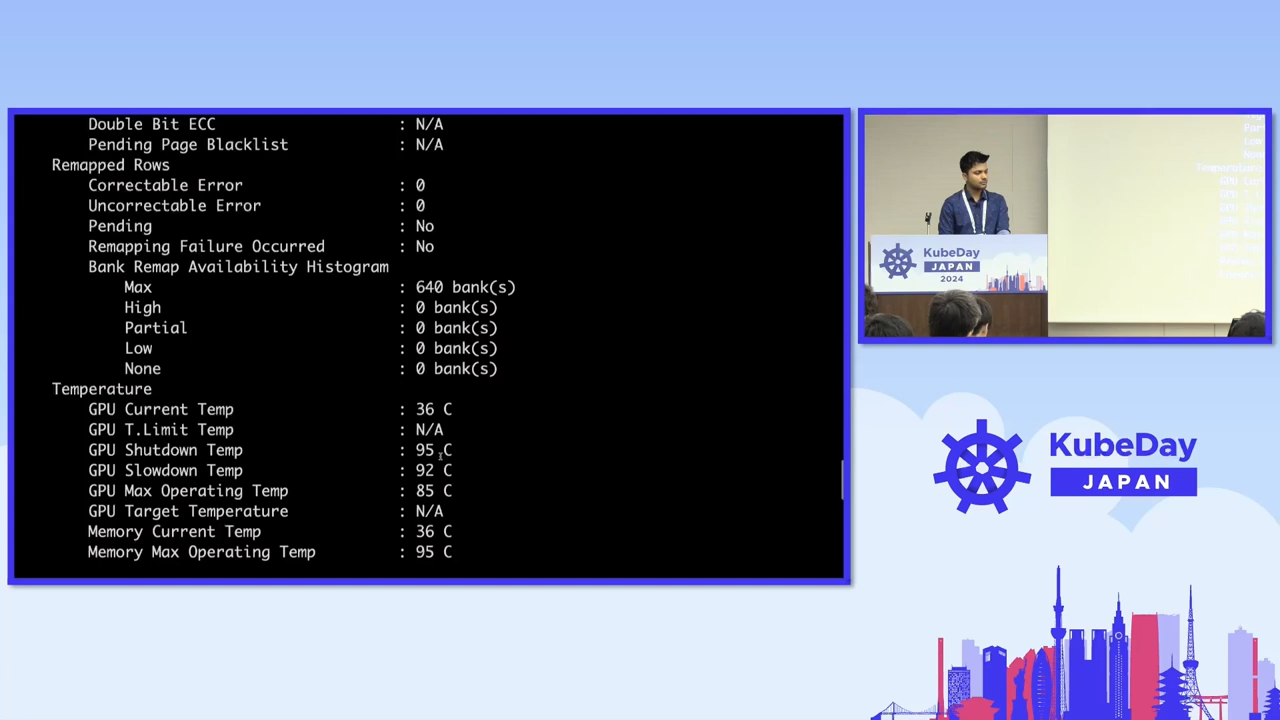 Double Bit ECC : N/A
Pending Page Blacklist : N/A
Remapped Rows
Correctable Error : 0
Uncorrectable Error : 0
Pending : No
Remapping Failure Occurred : No
Bank Remap Availability Histogram
Max : 640 bank(s)
High : 0 bank(s)
Partial : 0 bank(s)
Low : 0 bank(s)
None : 0 bank(s)
Temperature
GPU Current Temp : 36 C
GPU T.Limit Temp : N/A
GPU Shutdown Temp : 95 C
GPU Slowdown Temp : 92 C
GPU Max Operating Temp : 85 C
GPU Target Temperature : N/A
Memory Current Temp : 36 C
Memory Max Operating Temp : 95 C
Low
Temperature
KubeDay
JAPAN
2024
KubeDay
JAPAN